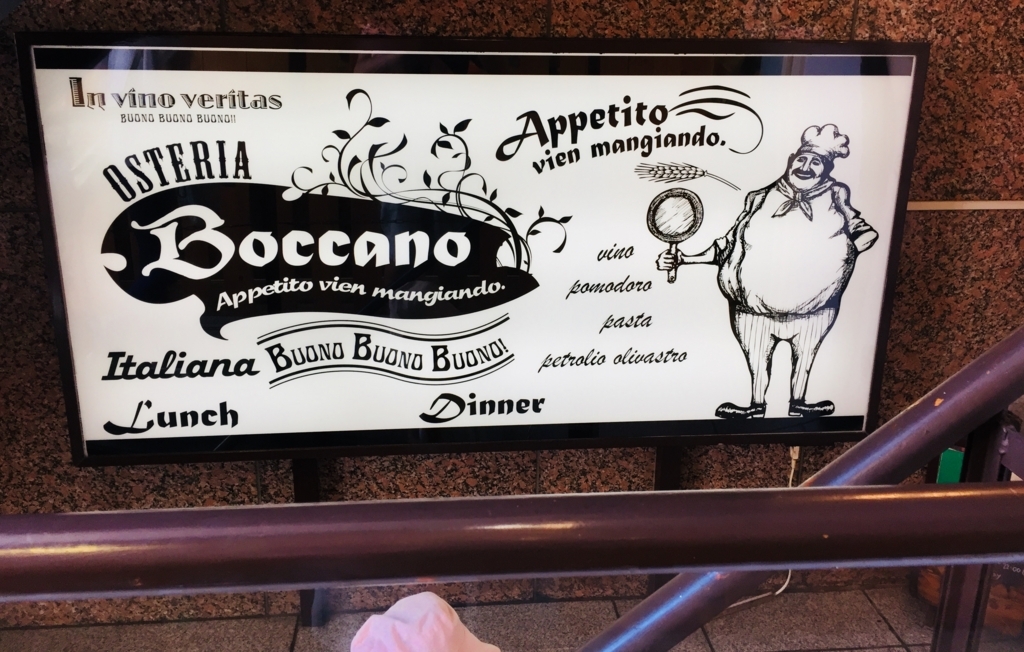 In vino veritas
BUONO BUONO BUONO!!
OSTERIA
Boccano
Appetito vien mangiando.
Italiana
BUONO BUONO BUONO!
Lunch
Dinner
Appetito
vien mangiando.
vino
pomodoro
pasta
petrolio olivastro